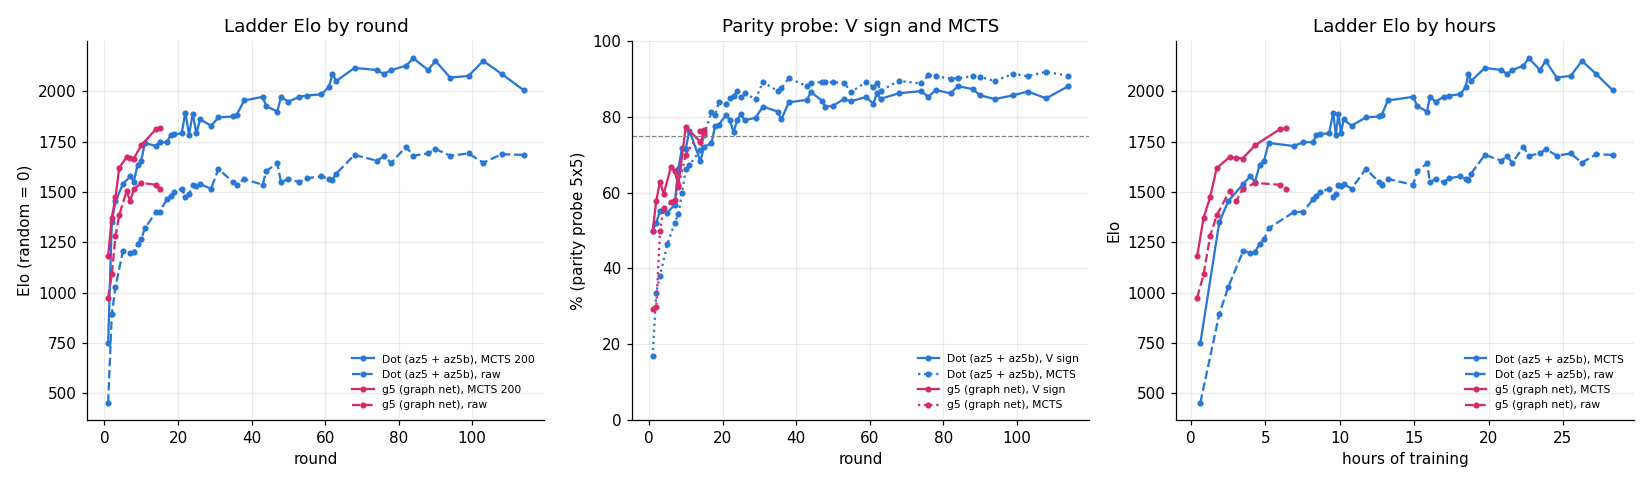 Ladder Elo by round
Elo (random = 0)
2000
1750
1500
1250
1000
750
500
0
20
40
60
80
100
round
Dot (az5 + az5b), MCTS 200
Dot (az5 + az5b), raw
g5 (graph net), MCTS 200
g5 (graph net), raw
Parity probe: V sign and MCTS
% (parity probe 5x5)
100
80
60
40
20
0
0
20
40
60
80
100
round
Dot (az5 + az5b), V sign
Dot (az5 + az5b), MCTS
g5 (graph net), V sign
g5 (graph net), MCTS
Ladder Elo by hours
Elo
2000
1750
1500
1250
1000
750
500
0
5
10
15
20
25
hours of training
Dot (az5 + az5b), MCTS
Dot (az5 + az5b), raw
g5 (graph net), MCTS
g5 (graph net), raw